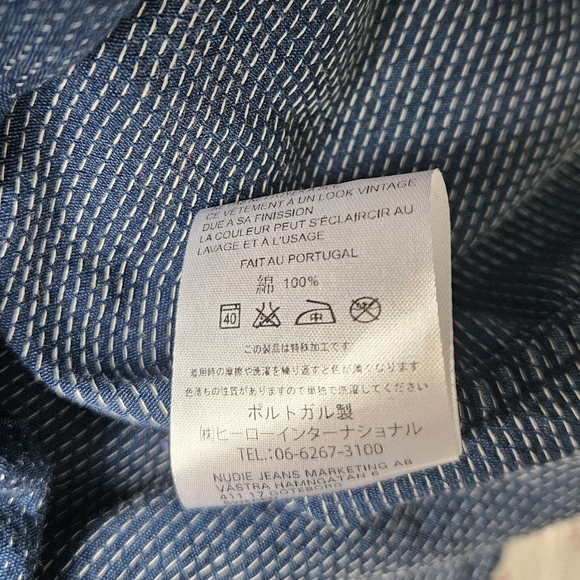 CE VÊTEMENT À UN LOOK VINTAGE
DUE A SA FINISSION
LA COULEUR PEUT S'ÉCLAIRCIR AU
LAVAGE ET À L'USAGE
FAIT AU PORTUGAL
綿 100%
40 中
この製品は特殊加工です
着用時の摩擦や洗濯を繰り返すと色が薄くなります
色落ちの性質がありますので単独で洗濯してください
ポルトガル製
㈱ヒーローインターナショナル
TEL:06-6267-3100
NUDIE JEANS MARKETING AB
VÄSTRA HAMNGATAN 6
411 17 GÖTEBORG